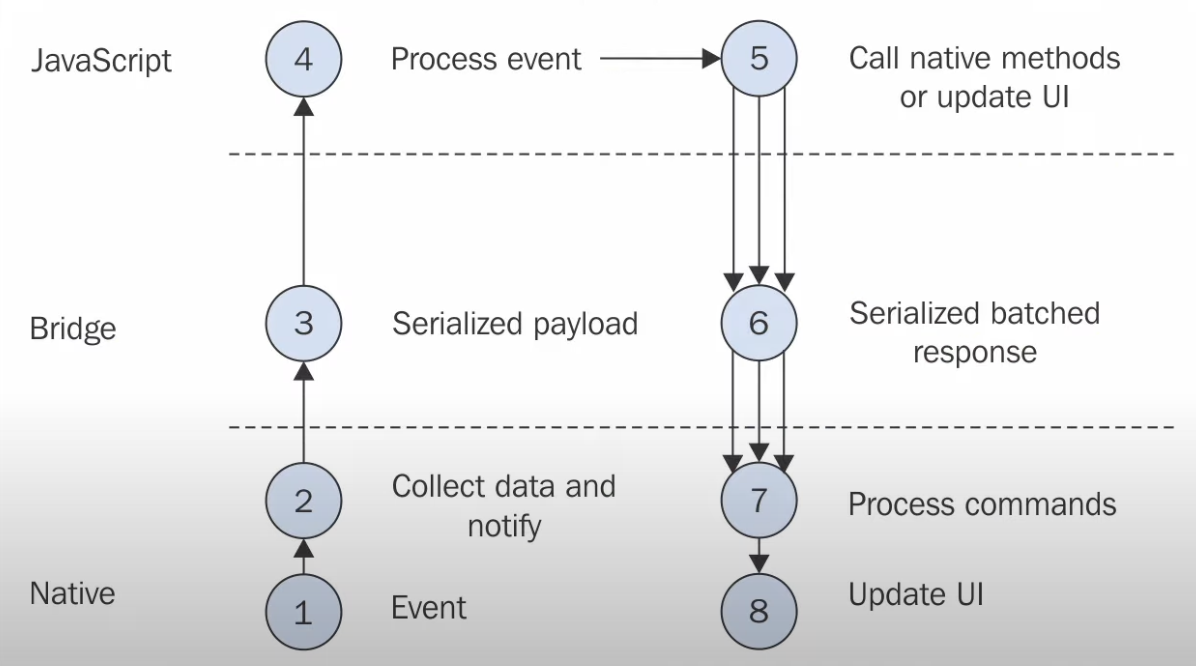 JavaScript
4
Process event
5
Call native methods
or update UI
Bridge
3
Serialized payload
6
Serialized batched
response
2
Collect data and
notify
7
Process commands
Native
1
Event
8
Update UI